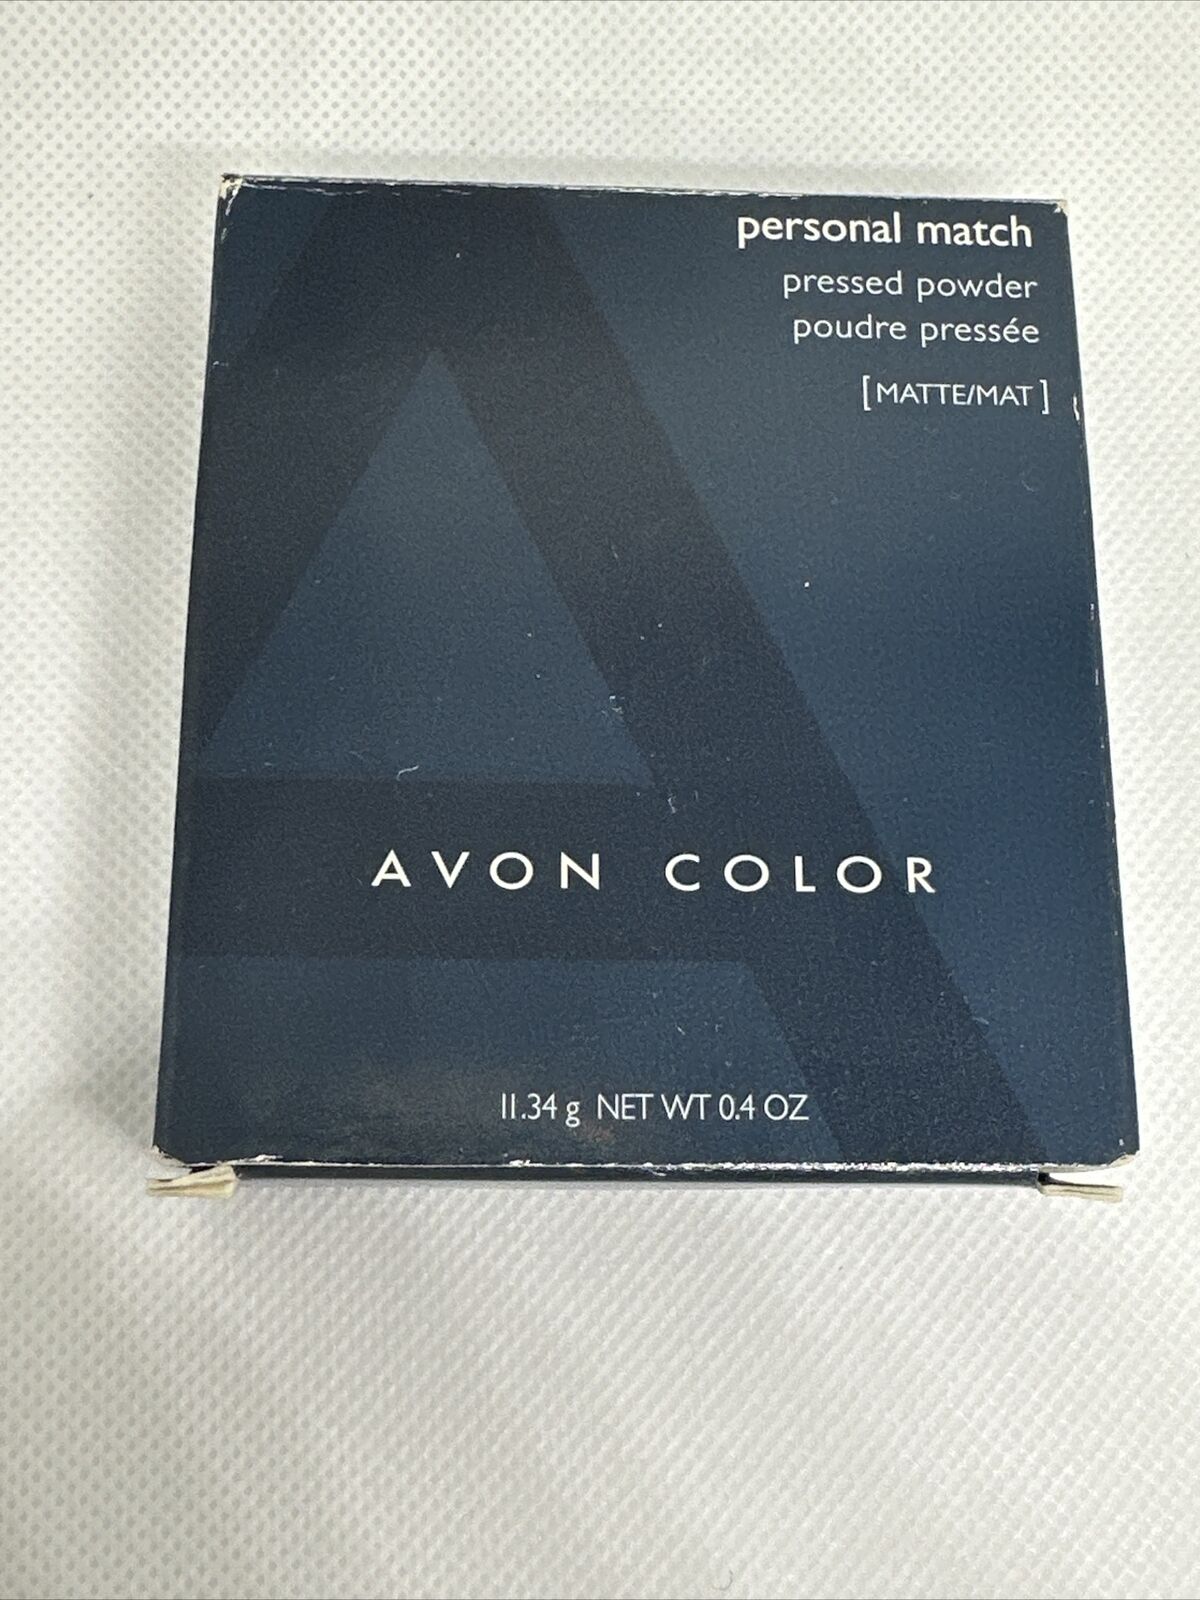 personal match
pressed powder
poudre pressée
[MATTE/MAT]
AVON COLOR
11.34 g NET WT 0.4 OZ